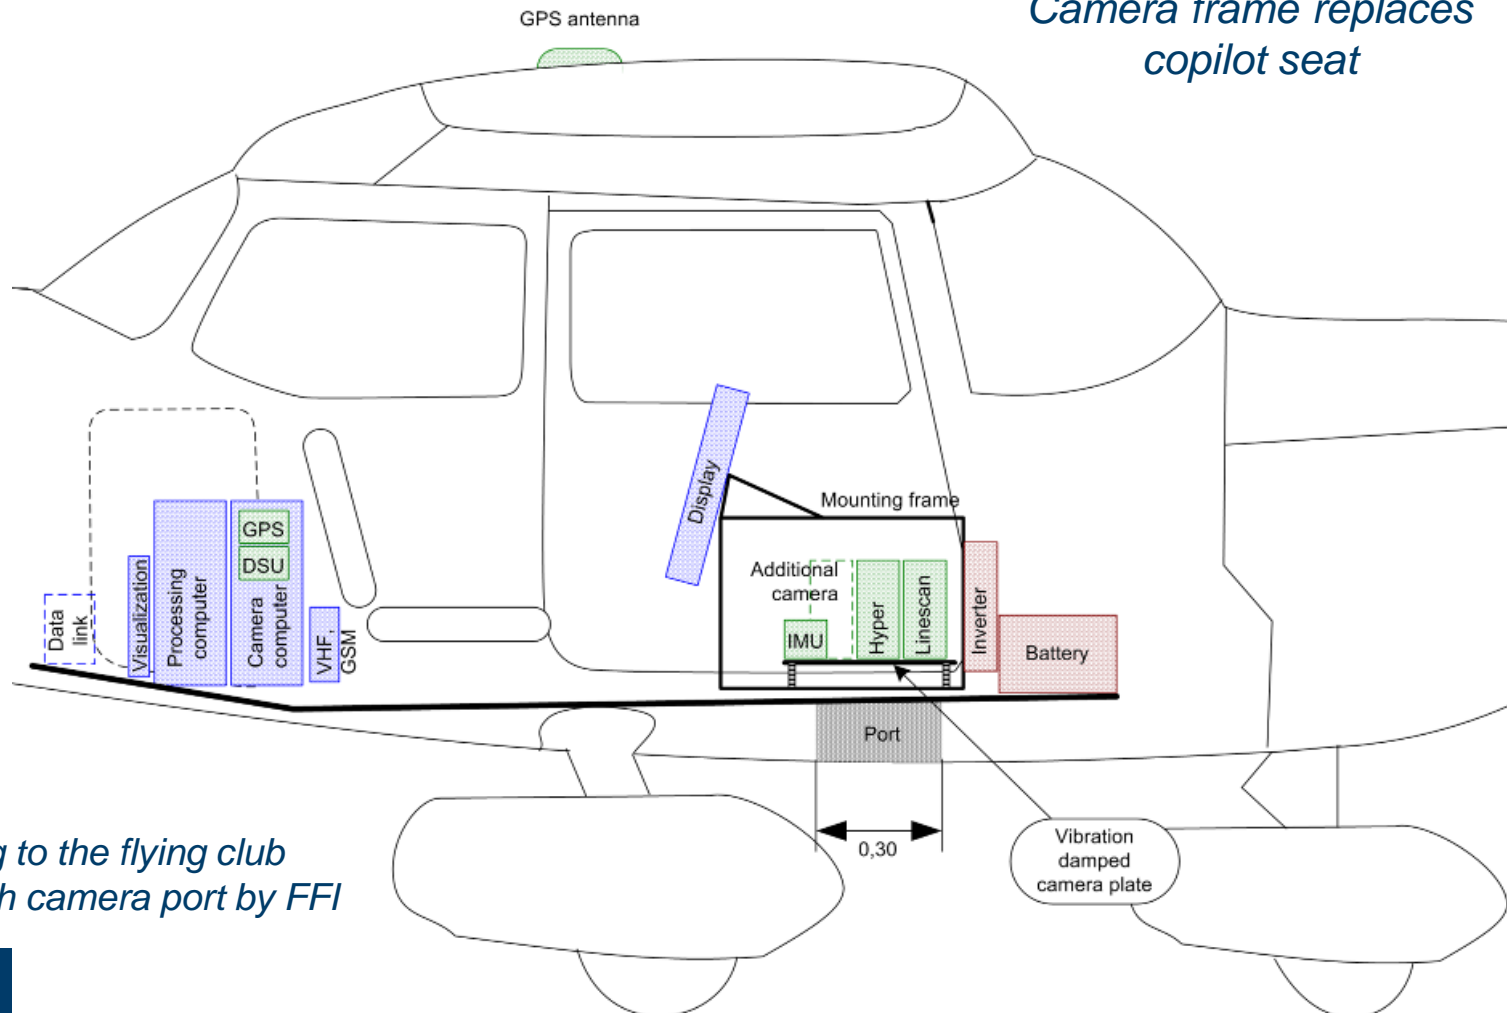 GPS antenna
Camera frame replaces
copilot seat
Display
Mounting frame
GPS
DSU
Additional
camera
Data
link
Visualization
Processing
computer
Camera
computer
VHF,
GSM
IMU
Hyper
Linescan
Inverter
Battery
Port
0,30
Vibration
damped
camera plate
to the flying club
camera port by FFI